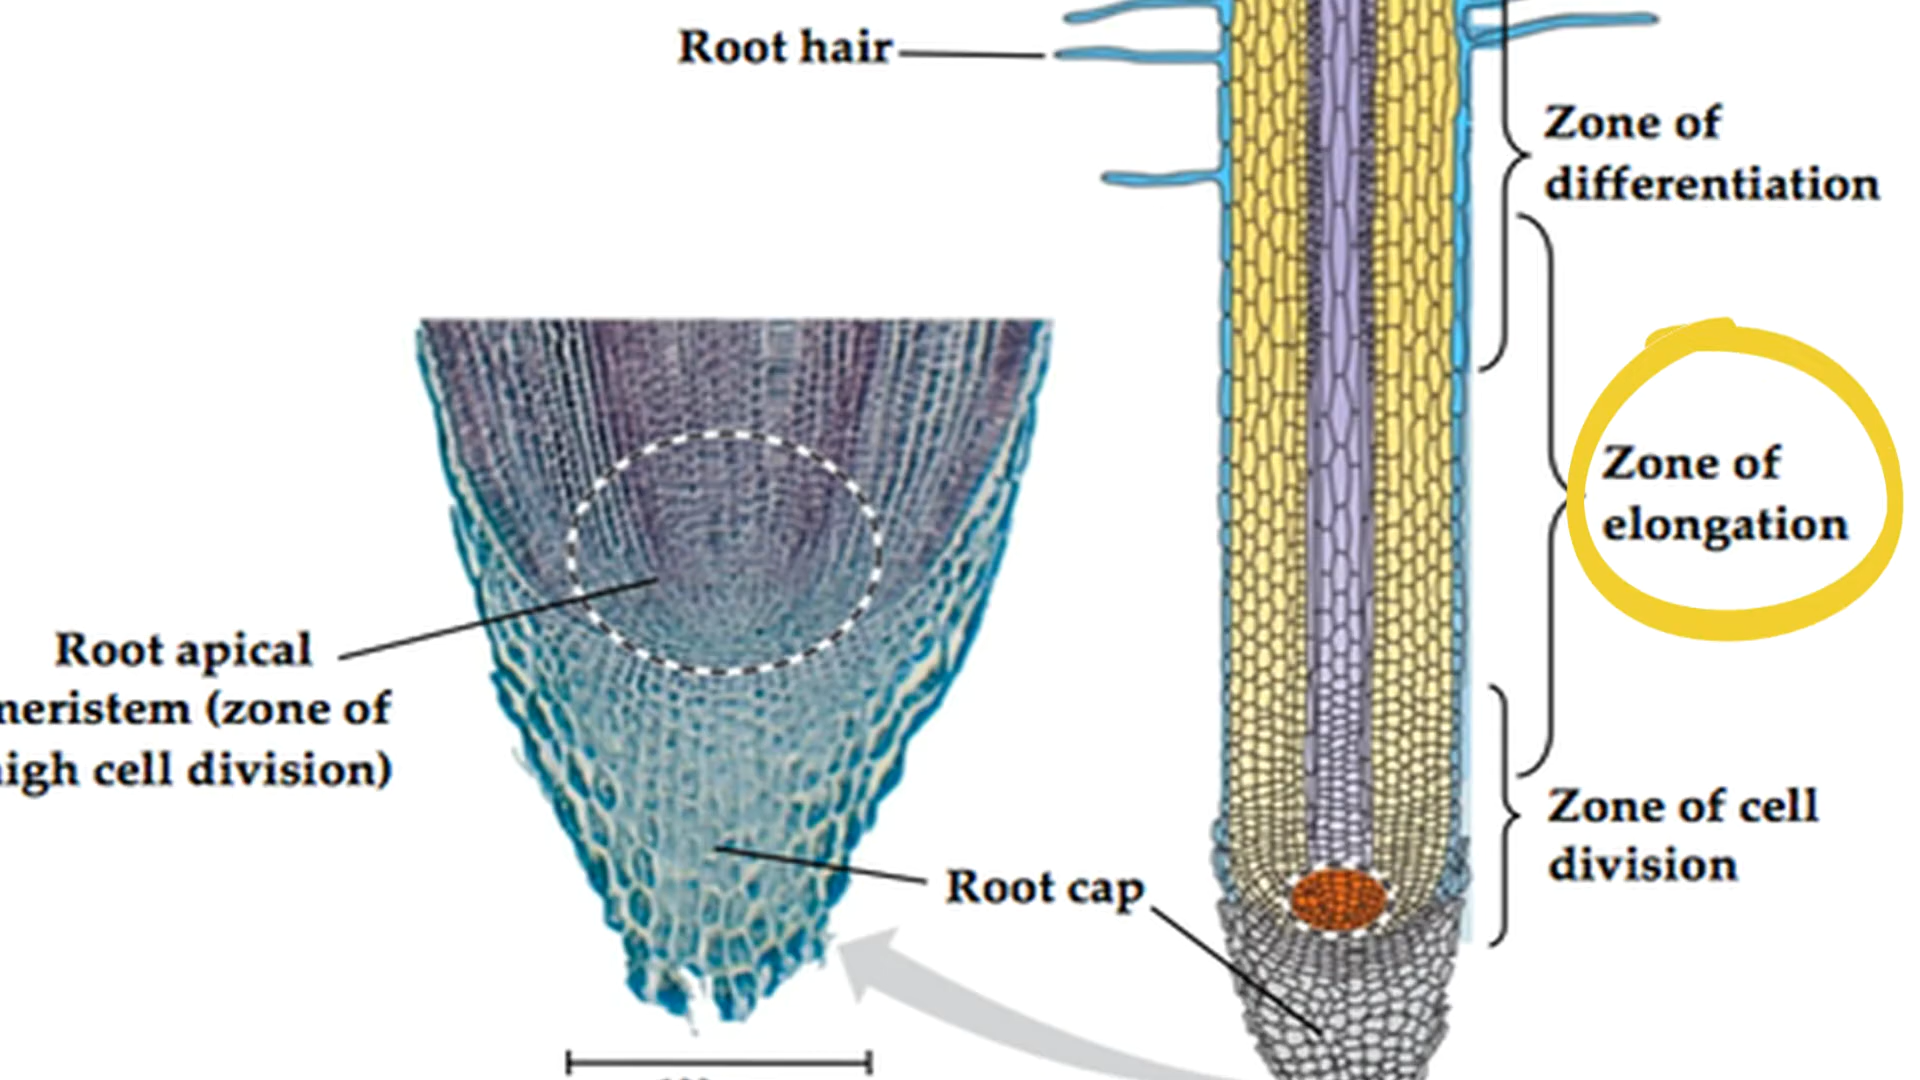 Root hair
Zone of
differentiation
Zone of
elongation
Root apical
neristem (zone of
igh cell division)
Zone of cell
division
Root cap